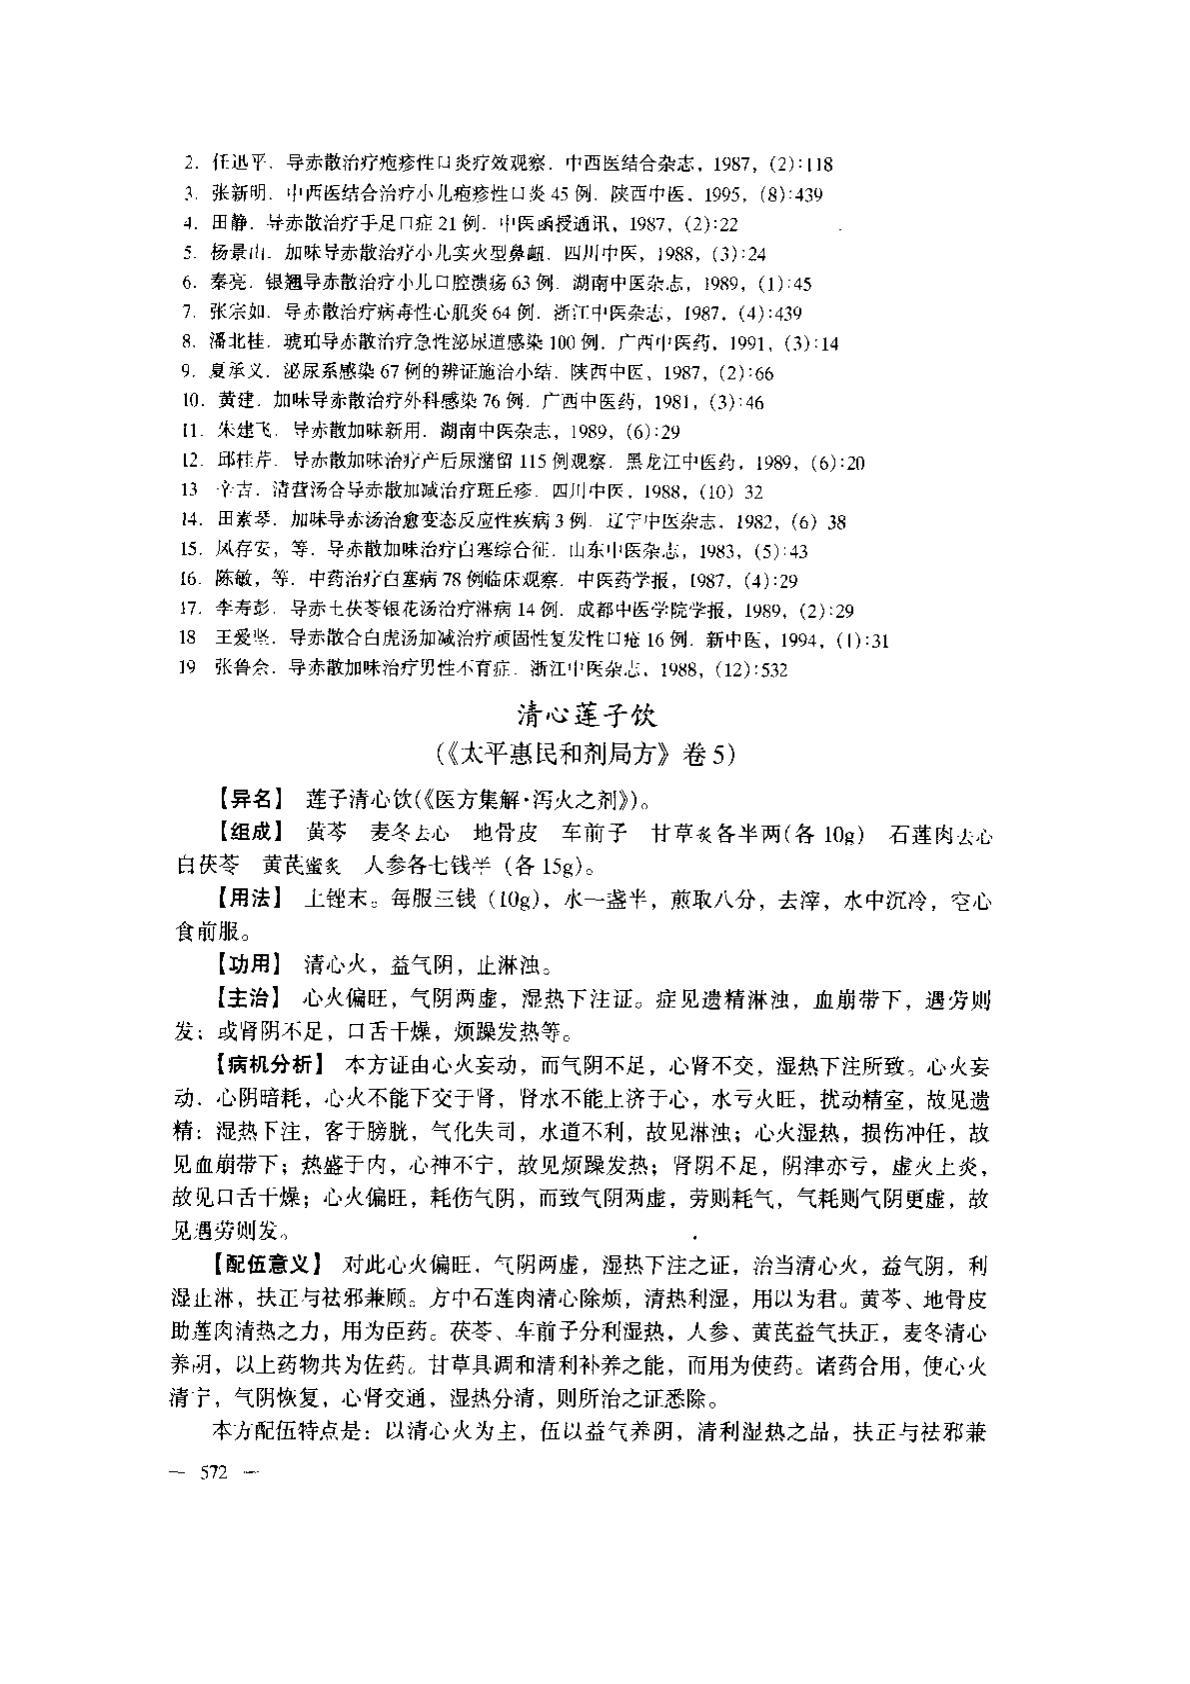 2. 任迅平. 导赤散治疗疱疹性口炎疗效观察. 中西医结合杂志, 1987, (2):118
3. 张新明. 中西医结合治疗小儿疱疹性口炎 45 例. 陕西中医. 1995, (8):439
4. 田静. 导赤散治疗手足口症 21 例. 中医函授通讯, 1987, (2):22
5. 杨景山. 加味导赤散治疗小儿实火型鼻衄. 四川中医, 1988, (3):24
6. 秦亮. 银翘导赤散治疗小儿口腔溃疡 63 例. 湖南中医杂志, 1989, (1):45
7. 张宗如. 导赤散治疗病毒性心肌炎 64 例. 浙江中医杂志, 1987, (4):439
8. 潘北桂. 琥珀导赤散治疗急性泌尿道感染 100 例. 广西中医药, 1991, (3):14
9. 夏承义. 泌尿系感染 67 例的辨证施治小结. 陕西中医, 1987, (2):66
10. 黄建. 加味导赤散治疗外科感染 76 例. 广西中医药, 1981, (3):46
11. 朱建飞. 导赤散加味新用. 湖南中医杂志, 1989, (6):29
12. 邱桂芹. 导赤散加味治疗产后尿潴留 115 例观察. 黑龙江中医药, 1989, (6):20
13 辛吉. 清营汤合导赤散加减治疗斑丘疹. 四川中医, 1988, (10) 32
14. 田素琴. 加味导赤汤治愈变态反应性疾病 3 例. 辽宁中医杂志. 1982, (6) 38
15. 凤存安, 等. 导赤散加味治疗白塞综合征. 山东中医杂志, 1983, (5):43
16. 陈敏, 等. 中药治疗白塞病 78 例临床观察. 中医药学报, 1987, (4):29
17. 李寿彭. 导赤土茯苓银花汤治疗淋病 14 例. 成都中医学院学报, 1989, (2):29
18 王爱坚. 导赤散合白虎汤加减治疗顽固性复发性口疮 16 例. 新中医, 1994, (1):31
19 张鲁 . 导赤散加味治疗男性不育症. 浙江中医杂志. 1988, (12):532
清心莲子饮
(《太平惠民和剂局方》卷 5)
【异名】 莲子清心饮(《医方集解·泻火之剂》)。
【组成】 黄芩 麦冬去心 地骨皮 车前子 甘草炙各半两(各 10g) 石莲肉去心
白茯苓 黄芪蜜炙 人参各七钱半 (各 15g)。
【用法】 上锉末。每服三钱 (10g), 水一盏半, 煎取八分, 去滓, 水中沉冷, 空心
食前服。
【功用】 清心火, 益气阴, 止淋浊。
【主治】 心火偏旺, 气阴两虚, 湿热下注证。症见遗精淋浊, 血崩带下, 遇劳则
发; 或肾阴不足, 口舌干燥, 烦躁发热等。
【病机分析】 本方证由心火妄动, 而气阴不足, 心肾不交, 湿热下注所致。心火妄
动, 心阴暗耗, 心火不能下交于肾, 肾水不能上济于心, 水亏火旺, 扰动精室, 故见遗
精; 湿热下注, 客于膀胱, 气化失司, 水道不利, 故见淋浊; 心火湿热, 损伤冲任, 故
见血崩带下; 热盛于内, 心神不宁, 故见烦躁发热; 肾阴不足, 阴津亦亏, 虚火上炎,
故见口舌干燥; 心火偏旺, 耗伤气阴, 而致气阴两虚, 劳则耗气, 气耗则气阴更虚, 故
见遇劳则发。
【配伍意义】 对此心火偏旺, 气阴两虚, 湿热下注之证, 治当清心火, 益气阴, 利
湿止淋, 扶正与祛邪兼顾。方中石莲肉清心除烦, 清热利湿, 用以为君。黄芩、地骨皮
助莲肉清热之力, 用为臣药。茯苓、车前子分利湿热, 人参、黄芪益气扶正, 麦冬清心
养阴, 以上药物共为佐药。甘草具调和清利补养之能, 而用为使药。诸药合用, 使心火
清宁, 气阴恢复, 心肾交通, 湿热分清, 则所治之证悉除。
本方配伍特点是: 以清心火为主, 伍以益气养阴, 清利湿热之品, 扶正与祛邪兼
— 572 —